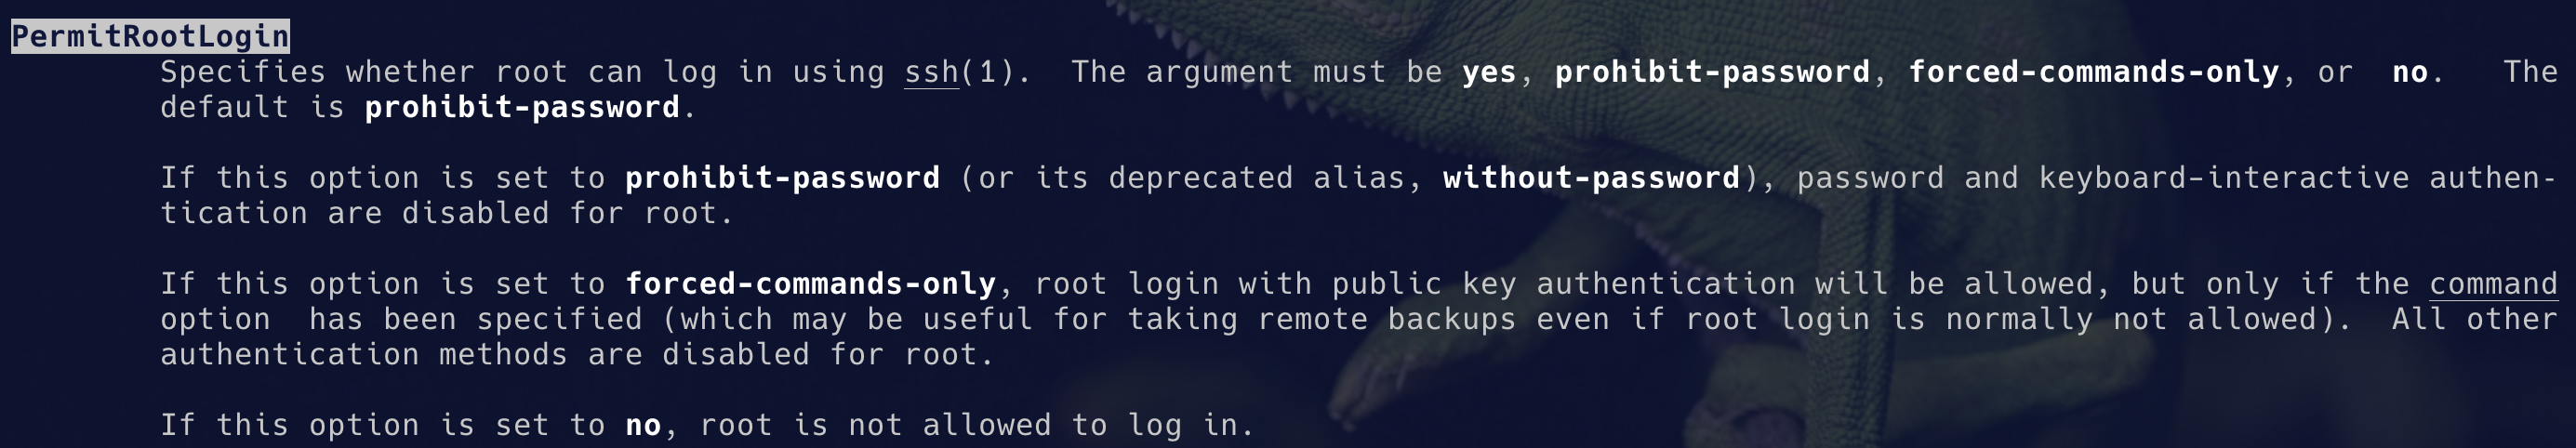 PermitRootLogin
Specifies whether root can log in using ssh(1).  The argument must be yes, prohibit-password, forced-commands-only, or  no.   The
default is prohibit-password.
If this option is set to prohibit-password (or its deprecated alias, without-password), password and keyboard-interactive authen-
tication are disabled for root.
If this option is set to forced-commands-only, root login with public key authentication will be allowed, but only if the command
option  has been specified (which may be useful for taking remote backups even if root login is normally not allowed).  All other
authentication methods are disabled for root.
If this option is set to no, root is not allowed to log in.